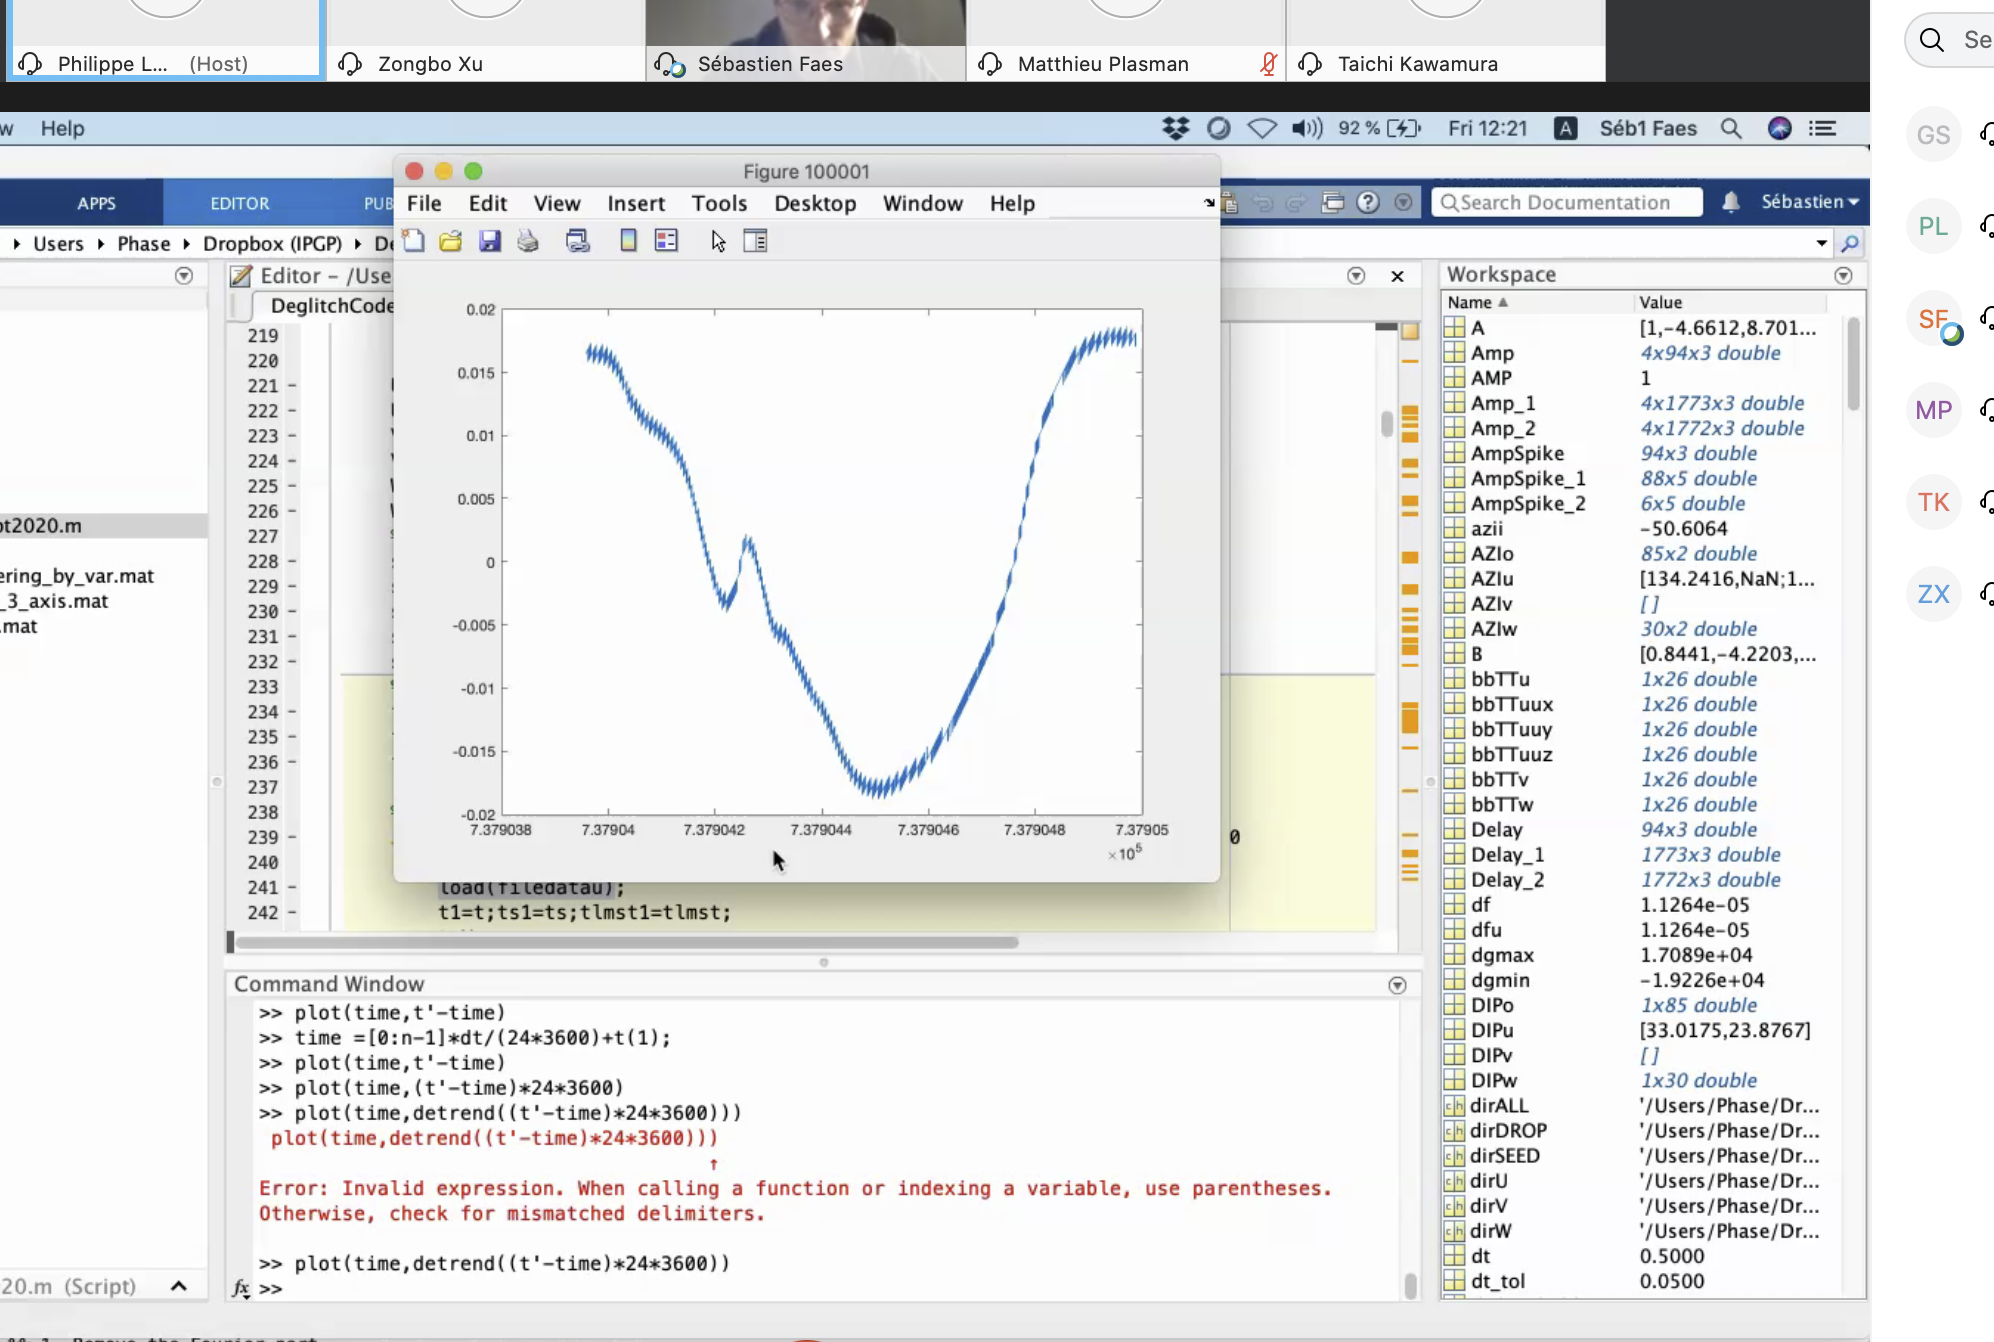 Philippe L... (Host)
Zongbo Xu
Sébastien Faes
Matthieu Plasman
Taichi Kawamura
Se
GS
PL
SF
MP
TK
ZX
w Help
92 %
Fri 12:21
A
Séb1 Faes
Figure 100001
File Edit View Insert Tools Desktop Window Help
APPS
EDITOR
PUB
Search Documentation
Sébastien
Users Phase Dropbox (IPGP) De
Editor - /Use
DeglitchCode
219
220
221 -
222 -
223 -
224 -
225 -
226 -
227 -
228 -
229 -
230 -
231 -
232 -
233 -
234 -
235 -
236 -
237 -
238 -
239 -
240 -
241 -
242 -
ot2020.m
ering_by_var.mat
_3_axis.mat
.mat
20.m (Script)
0.02
0.015
0.01
0.005
0
-0.005
-0.01
-0.015
-0.02
7.379038 7.37904 7.379042 7.379044 7.379046 7.379048 7.37905
×10^5
0
load(filedatau);
t1=t;ts1=ts;tlmst1=tlmst;
Command Window
>> plot(time,t'-time)
>> time =[0:n-1]*dt/(24*3600)+t(1);
>> plot(time,t'-time)
>> plot(time,(t'-time)*24*3600)
>> plot(time,detrend((t'-time)*24*3600)))
plot(time,detrend((t'-time)*24*3600)))
↑
Error: Invalid expression. When calling a function or indexing a variable, use parentheses.
Otherwise, check for mismatched delimiters.
>> plot(time,detrend((t'-time)*24*3600))
fx >>
Workspace
Name Value
A [1,-4.6612,8.701...
Amp 4x94x3 double
AMP 1
Amp_1 4x1773x3 double
Amp_2 4x1772x3 double
AmpSpike 94x3 double
AmpSpike_1 88x5 double
AmpSpike_2 6x5 double
azii -50.6064
AZIo 85x2 double
AZIu [134.2416,NaN;1...
AZIv []
AZIw 30x2 double
B [0.8441,-4.2203,...
bbTTu 1x26 double
bbTTuux 1x26 double
bbTTuuy 1x26 double
bbTTuuz 1x26 double
bbTTv 1x26 double
bbTTw 1x26 double
Delay 94x3 double
Delay_1 1773x3 double
Delay_2 1772x3 double
df 1.1264e-05
dfu 1.1264e-05
dgmax 1.7089e+04
dgmin -1.9226e+04
DIPo 1x85 double
DIPu [33.0175,23.8767]
DIPv []
DIPw 1x30 double
dirALL '/Users/Phase/Dr...
dirDROP '/Users/Phase/Dr...
dirSEED '/Users/Phase/Dr...
dirU '/Users/Phase/Dr...
dirV '/Users/Phase/Dr...
dirW '/Users/Phase/Dr...
dt 0.5000
dt_tol 0.0500